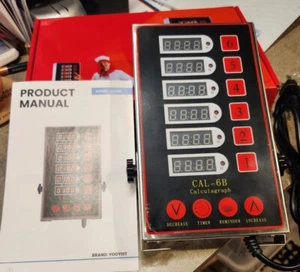 PRODUCT
MANUAL
6
5
4
3
2
1
CAL-6B
Calculagraph
DECREASE TIMER REMINDER INCREASE